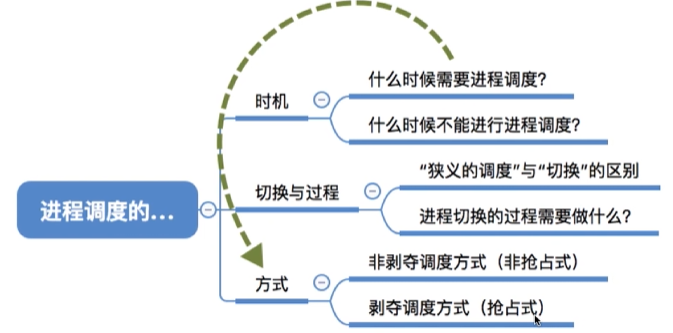 进程调度的...
时机
什么时候需要进程调度?
什么时候不能进行进程调度?
切换与过程
“狭义的调度”与“切换”的区别
进程切换的过程需要做什么?
方式
非剥夺调度方式（非抢占式）
剥夺调度方式（抢占式）